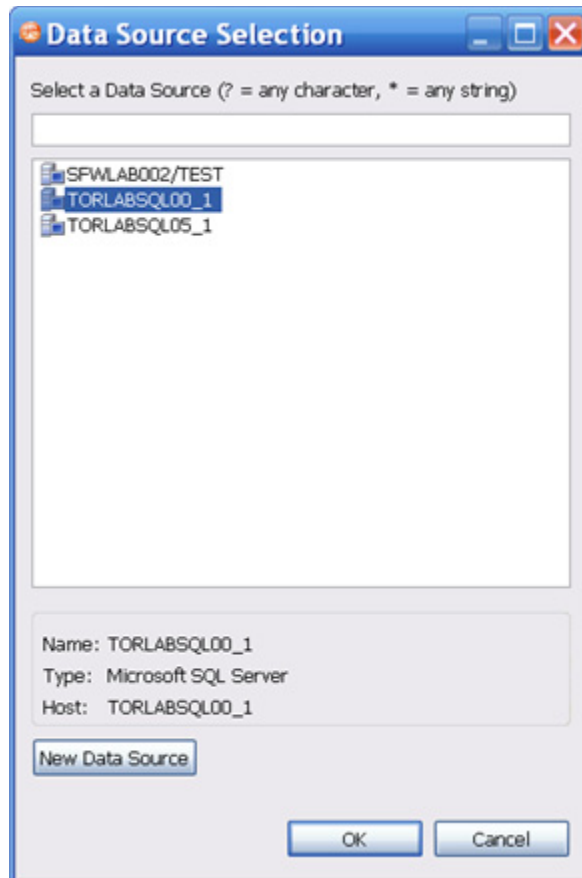 Data Source Selection
Select a Data Source (? = any character, * = any string)
SFWLAB002/TEST
TORLABSQL00_1
TORLABSQL05_1
Name: TORLABSQL00_1
Type: Microsoft SQL Server
Host: TORLABSQL00_1
New Data Source
OK Cancel